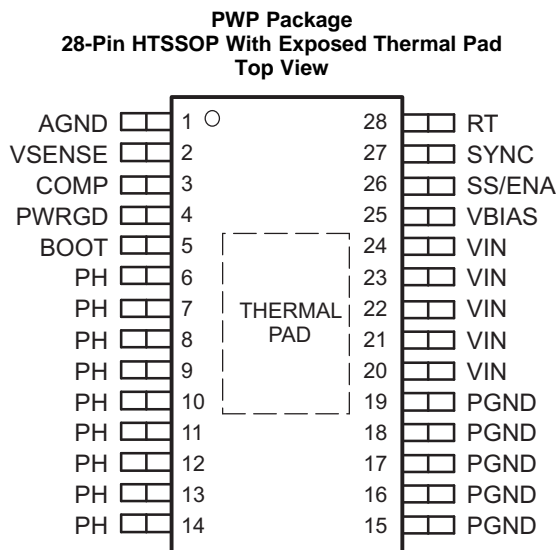 PWP Package
28-Pin HTSSOP With Exposed Thermal Pad
Top View
AGND 1 28 RT
VSENSE 2 27 SYNC
COMP 3 26 SS/ENA
PWRGD 4 25 VBIAS
BOOT 5 24 VIN
PH 6 23 VIN
PH 7 22 VIN
PH 8 21 VIN
PH 9 20 VIN
PH 10 19 PGND
PH 11 18 PGND
PH 12 17 PGND
PH 13 16 PGND
PH 14 15 PGND
THERMAL
PAD